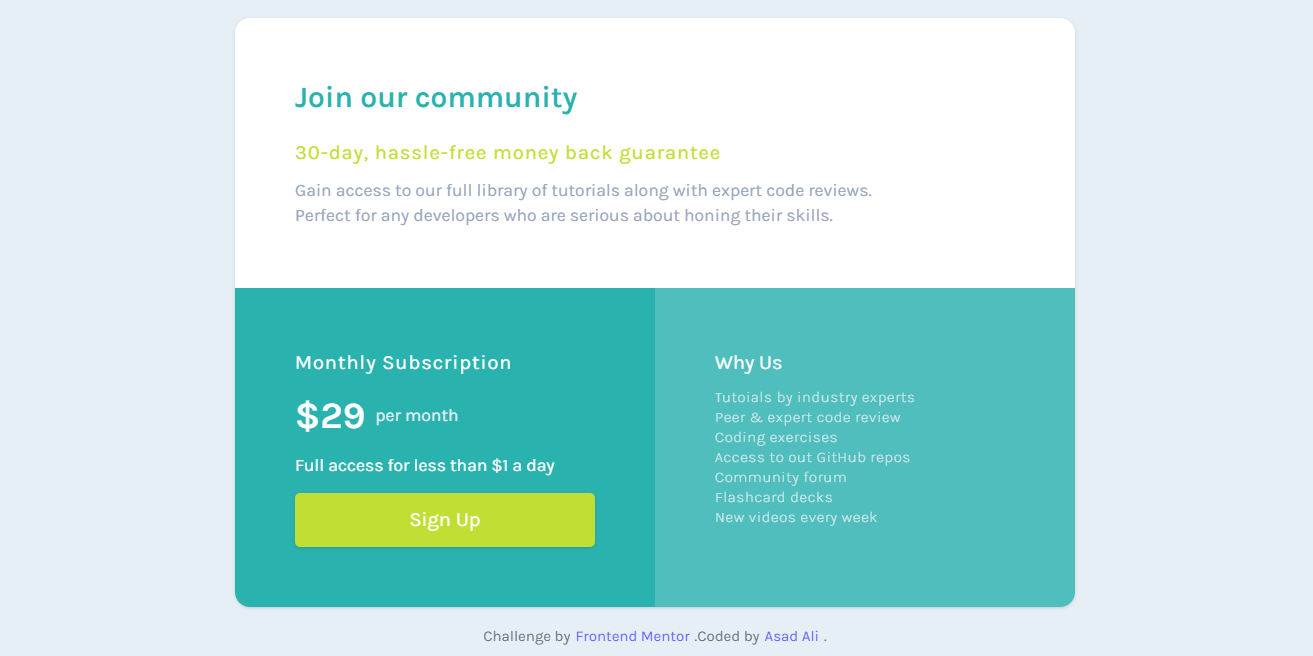 Join our community
30-day, hassle-free money back guarantee
Gain access to our full library of tutorials along with expert code reviews.
Perfect for any developers who are serious about honing their skills.
Monthly Subscription
$29 per month
Full access for less than $1 a day
Sign Up
Why Us
Tutoials by industry experts
Peer & expert code review
Coding exercises
Access to out GitHub repos
Community forum
Flashcard decks
New videos every week
Challenge by Frontend Mentor .Coded by Asad Ali .